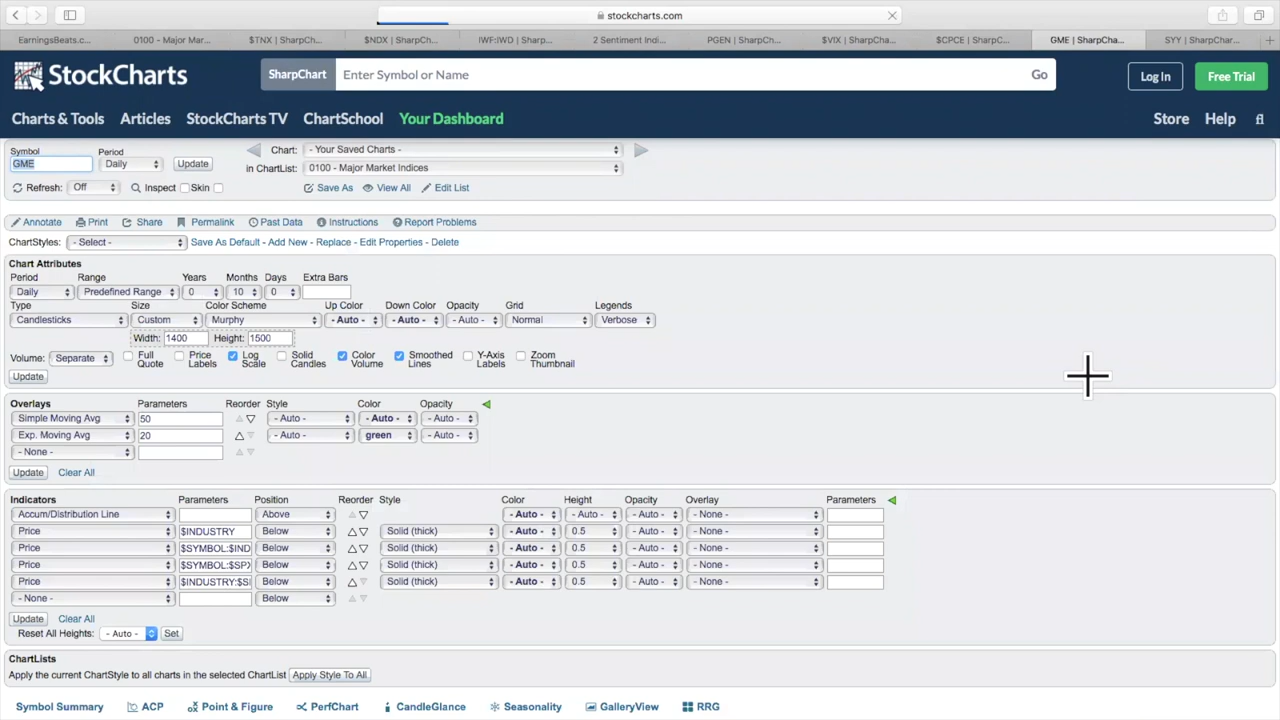 stockcharts.com
EarningsBeats.c... 0100 - Major Mar... $TNX | SharpCh... $NDX | SharpCh... IWF:IWD | Sharp... 2 Sentiment Indi... PGEN | SharpCh... $VIX | SharpCha... $CPCE | SharpC... GME | SharpCha... SYY | SharpChar...
StockCharts SharpChart Enter Symbol or Name Go Log In Free Trial
Charts & Tools Articles StockCharts TV ChartSchool Your Dashboard Store Help
Symbol Period Chart: - Your Saved Charts -
GME Daily Update in ChartList: 0100 - Major Market Indices
Refresh: Off Inspect Skin Save As View All Edit List
Annotate Print Share Permalink Past Data Instructions Report Problems
ChartStyles: - Select - Save As Default - Add New - Replace - Edit Properties - Delete
Chart Attributes
Period Range Years Months Days Extra Bars
Daily Predefined Range 0 10 0
Type Size Color Scheme Up Color Down Color Opacity Grid Legends
Candlesticks Custom Murphy - Auto - - Auto - - Auto - Normal Verbose
Width: 1400 Height: 1500
Volume: Separate Full Quote Price Labels Log Scale Solid Candles Color Volume Smoothed Lines Y-Axis Labels Zoom Thumbnail
Update
Overlays Parameters Reorder Style Color Opacity
Simple Moving Avg 50 - Auto - - Auto - - Auto -
Exp. Moving Avg 20 - Auto - green - Auto -
- None -
Update Clear All
Indicators Parameters Position Reorder Style Color Height Opacity Overlay Parameters
Accum/Distribution Line Above - Auto - - Auto - - Auto - - None -
Price $INDUSTRY Below Solid (thick) - Auto - 0.5 - Auto - - None -
Price $SYMBOL:$IND Below Solid (thick) - Auto - 0.5 - Auto - - None -
Price $SYMBOL:$SP Below Solid (thick) - Auto - 0.5 - Auto - - None -
Price $INDUSTRY:$S Below Solid (thick) - Auto - 0.5 - Auto - - None -
- None - Below
Update Clear All
Reset All Heights: - Auto - Set
ChartLists
Apply the current ChartStyle to all charts in the selected ChartList Apply Style To All
Symbol Summary ACP Point & Figure PerfChart CandleGlance Seasonality GalleryView RRG